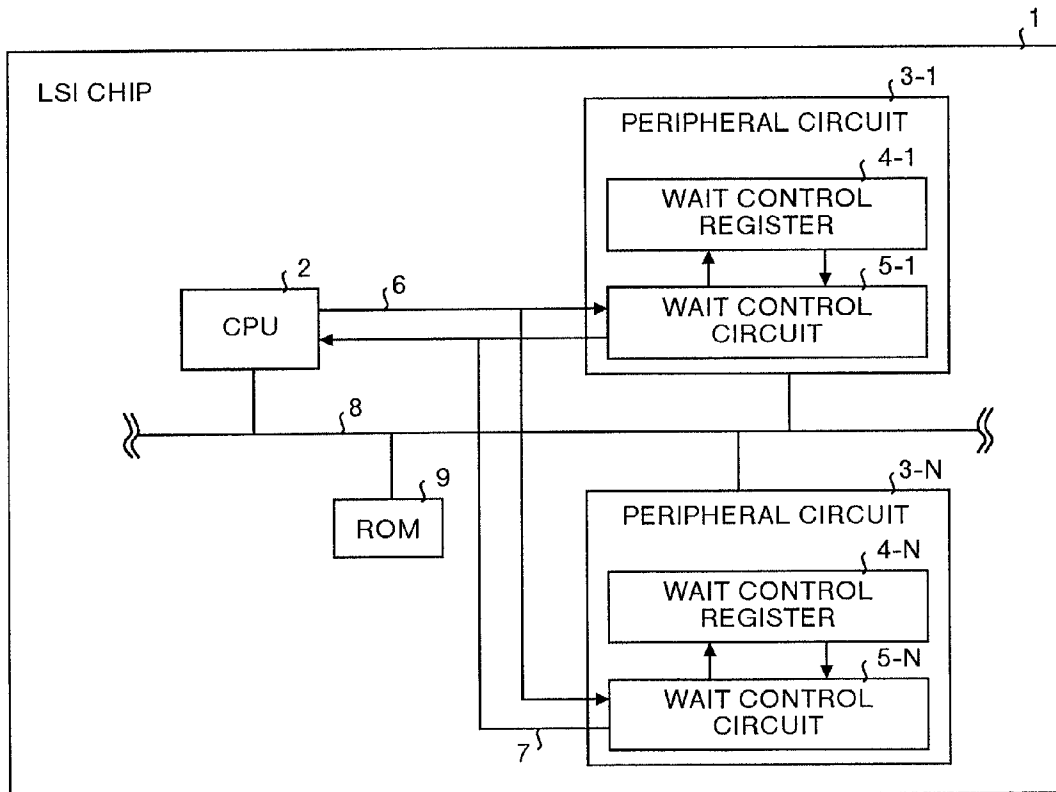 1
LSI CHIP
3-1
PERIPHERAL CIRCUIT
4-1
WAIT CONTROL
REGISTER
2
6
5-1
CPU
WAIT CONTROL
CIRCUIT
8
9
ROM
3-N
PERIPHERAL CIRCUIT
4-N
WAIT CONTROL
REGISTER
5-N
WAIT CONTROL
CIRCUIT
7